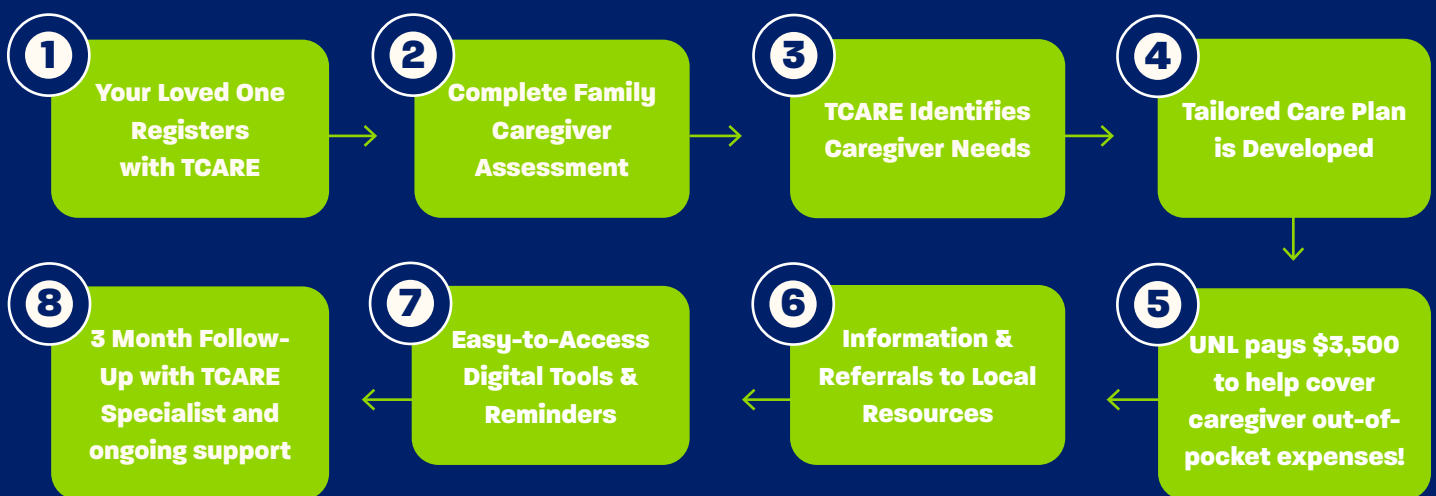 1
Your Loved One
Registers
with TCARE
2
Complete Family
Caregiver
Assessment
3
TCARE Identifies
Caregiver Needs
4
Tailored Care Plan
is Developed
5
UNL pays $3,500
to help cover
caregiver out-of-
pocket expenses!
6
Information &
Referrals to Local
Resources
7
Easy-to-Access
Digital Tools &
Reminders
8
3 Month Follow-
Up with TCARE
Specialist and
ongoing support